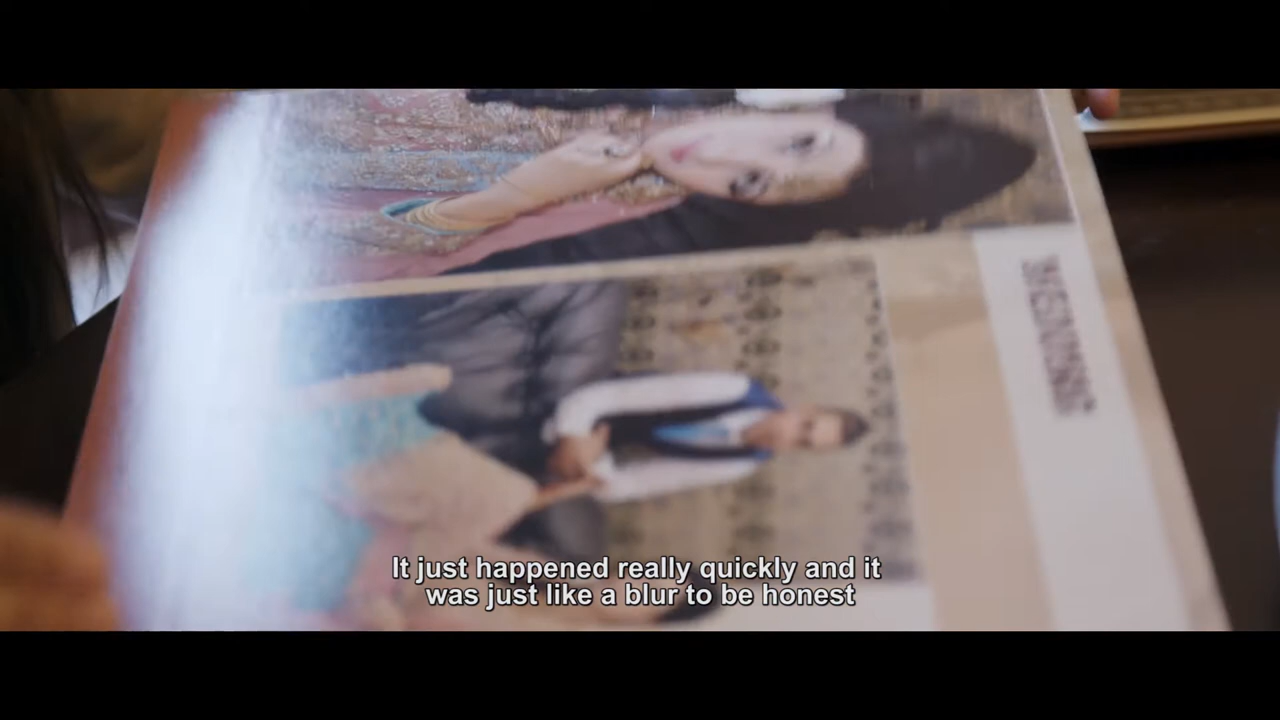 It just happened really quickly and it
was just like a blur to be honest